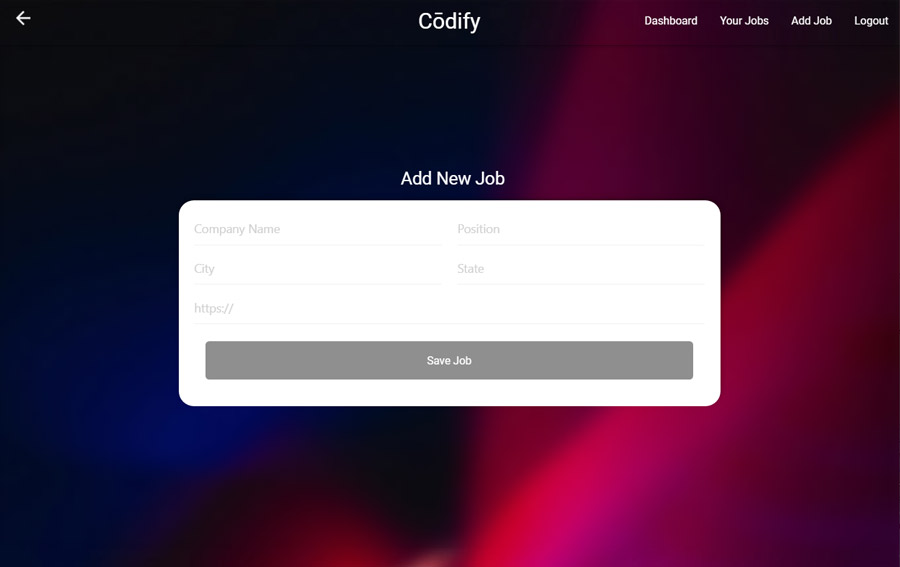 Cōdify
Dashboard Your Jobs Add Job Logout
Add New Job
Company Name Position
City State
https://
Save Job